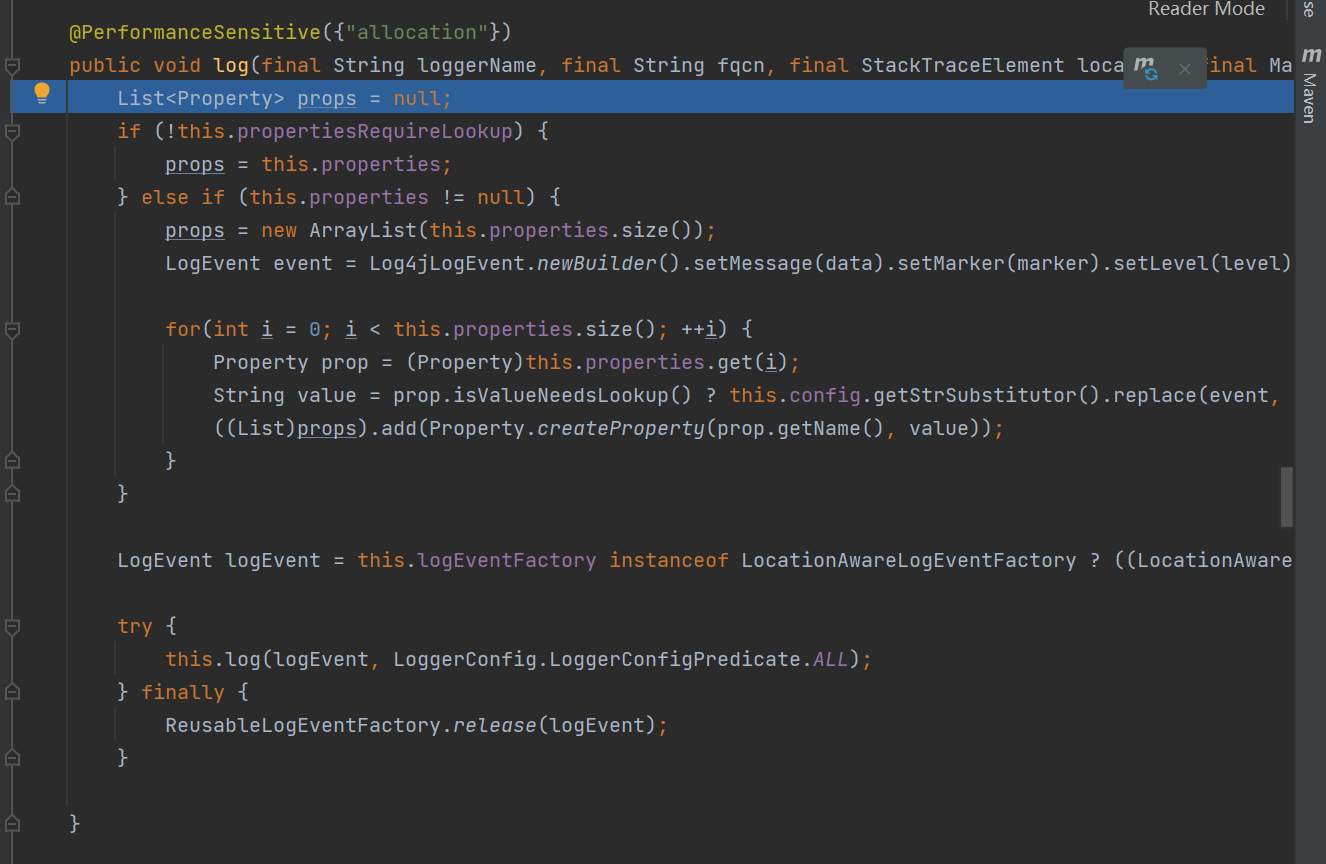 Reader Mode
@PerformanceSensitive({"allocation"})
public void log(final String loggerName, final String fqcn, final StackTraceElement loca inal Ma
List<Property> props = null;
if (!this.propertiesRequireLookup) {
props = this.properties;
} else if (this.properties != null) {
props = new ArrayList(this.properties.size());
LogEvent event = Log4jLogEvent.newBuilder().setMessage(data).setMarker(marker).setLevel(level)
for(int i = 0; i < this.properties.size(); ++i) {
Property prop = (Property)this.properties.get(i);
String value = prop.isValueNeedsLookup() ? this.config.getStrSubstitutor().replace(event,
((List)props).add(Property.createProperty(prop.getName(), value));
}
}
LogEvent logEvent = this.logEventFactory instanceof LocationAwareLogEventFactory ? ((LocationAware
try {
this.log(logEvent, LoggerConfig.LoggerConfigPredicate.ALL);
} finally {
ReusableLogEventFactory.release(logEvent);
}
}
se
m
Maven
m